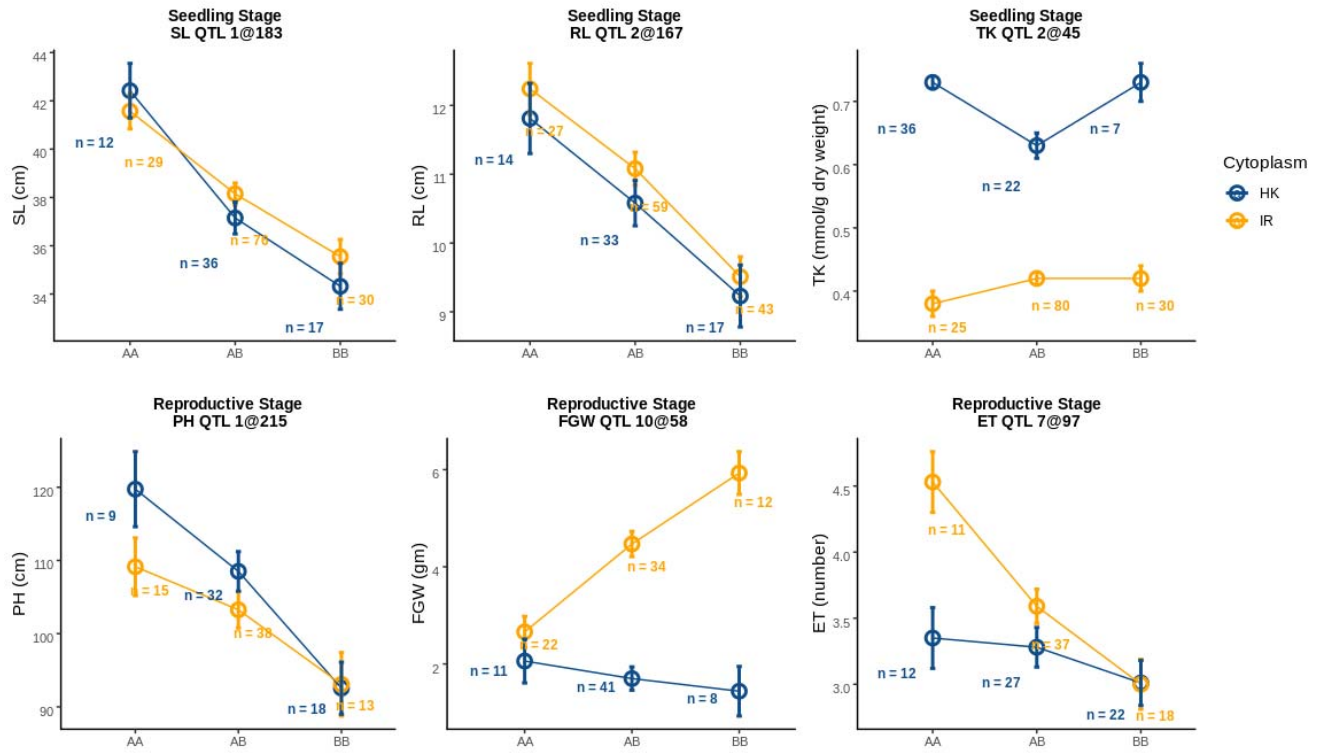 Seedling Stage
SL QTL 1@183
SL (cm)
44
42
40
38
36
34
n = 12
n = 29
n = 36
n = 76
n = 17
n = 30
AA
AB
BB
Seedling Stage
RL QTL 2@167
RL (cm)
12
11
10
9
n = 14
n = 27
n = 33
n = 59
n = 17
n = 43
AA
AB
BB
Seedling Stage
TK QTL 2@45
TK (mmol/g dry weight)
0.7
0.6
0.5
0.4
n = 36
n = 22
n = 7
n = 25
n = 80
n = 30
AA
AB
BB
Cytoplasm
HK
IR
Reproductive Stage
PH QTL 1@215
PH (cm)
120
110
100
90
n = 9
n = 15
n = 32
n = 38
n = 18
n = 13
AA
AB
BB
Reproductive Stage
FGW QTL 10@58
FGW (gm)
6
4
2
n = 11
n = 22
n = 41
n = 34
n = 8
n = 12
AA
AB
BB
Reproductive Stage
ET QTL 7@97
ET (number)
4.5
4.0
3.5
3.0
n = 12
n = 11
n = 27
n = 37
n = 22
n = 18
AA
AB
BB